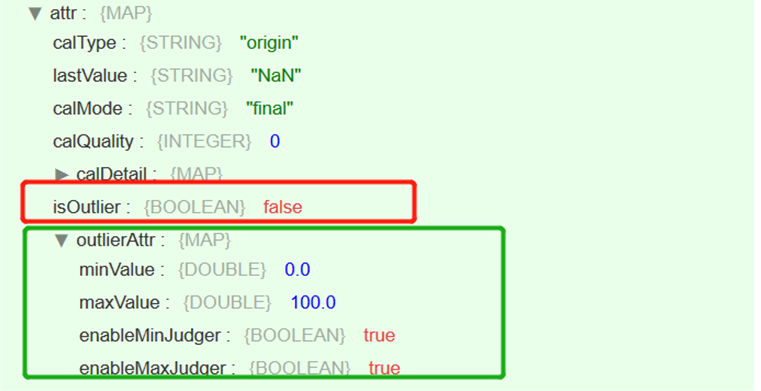 ▼ attr : {MAP}
calType : {STRING} "origin"
lastValue : {STRING} "NaN"
calMode : {STRING} "final"
calQuality : {INTEGER} 0
▶ calDetail : {MAP}
isOutlier : {BOOLEAN} false
▼ outlierAttr : {MAP}
minValue : {DOUBLE} 0.0
maxValue : {DOUBLE} 100.0
enableMinJudger : {BOOLEAN} true
enableMaxJudger : {BOOLEAN} true